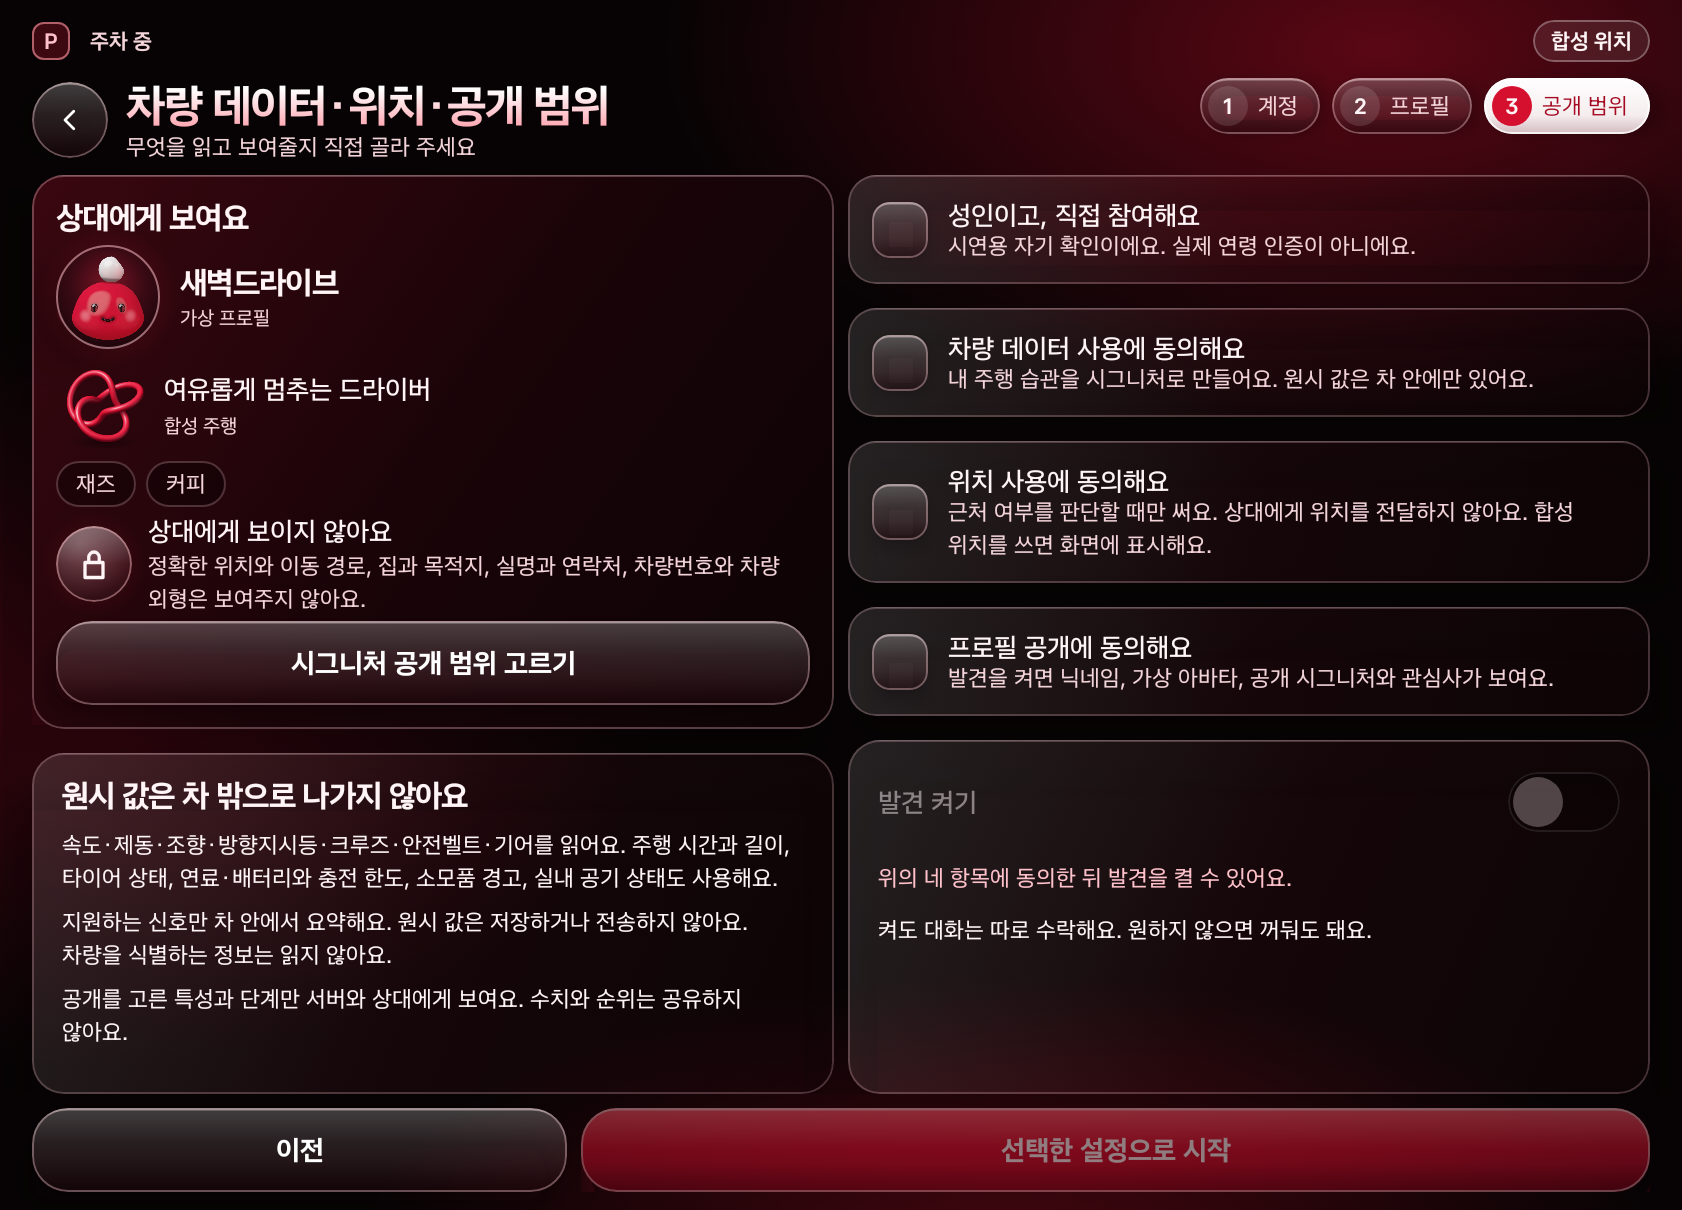 P 주차 중
합성 위치
차량 데이터·위치·공개 범위
무엇을 읽고 보여줄지 직접 골라 주세요
1 계정
2 프로필
3 공개 범위
상대에게 보여요
새벽드라이브
가상 프로필
여유롭게 멈추는 드라이버
합성 주행
재즈
커피
상대에게 보이지 않아요
정확한 위치와 이동 경로, 집과 목적지, 실명과 연락처, 차량번호와 차량
외형은 보여주지 않아요.
시그니처 공개 범위 고르기
원시 값은 차 밖으로 나가지 않아요
속도·제동·조향·방향지시등·크루즈·안전벨트·기어를 읽어요. 주행 시간과 길이,
타이어 상태, 연료·배터리와 충전 한도, 소모품 경고, 실내 공기 상태도 사용해요.
지원하는 신호만 차 안에서 요약해요. 원시 값은 저장하거나 전송하지 않아요.
차량을 식별하는 정보는 읽지 않아요.
공개를 고른 특성과 단계만 서버와 상대에게 보여요. 수치와 순위는 공유하지
않아요.
성인이고, 직접 참여해요
시연용 자기 확인이에요. 실제 연령 인증이 아니에요.
차량 데이터 사용에 동의해요
내 주행 습관을 시그니처로 만들어요. 원시 값은 차 안에만 있어요.
위치 사용에 동의해요
근처 여부를 판단할 때만 써요. 상대에게 위치를 전달하지 않아요. 합성
위치를 쓰면 화면에 표시해요.
프로필 공개에 동의해요
발견을 켜면 닉네임, 가상 아바타, 공개 시그니처와 관심사가 보여요.
발견 켜기
위의 네 항목에 동의한 뒤 발견을 켤 수 있어요.
켜도 대화는 따로 수락해요. 원하지 않으면 꺼둬도 돼요.
이전
선택한 설정으로 시작